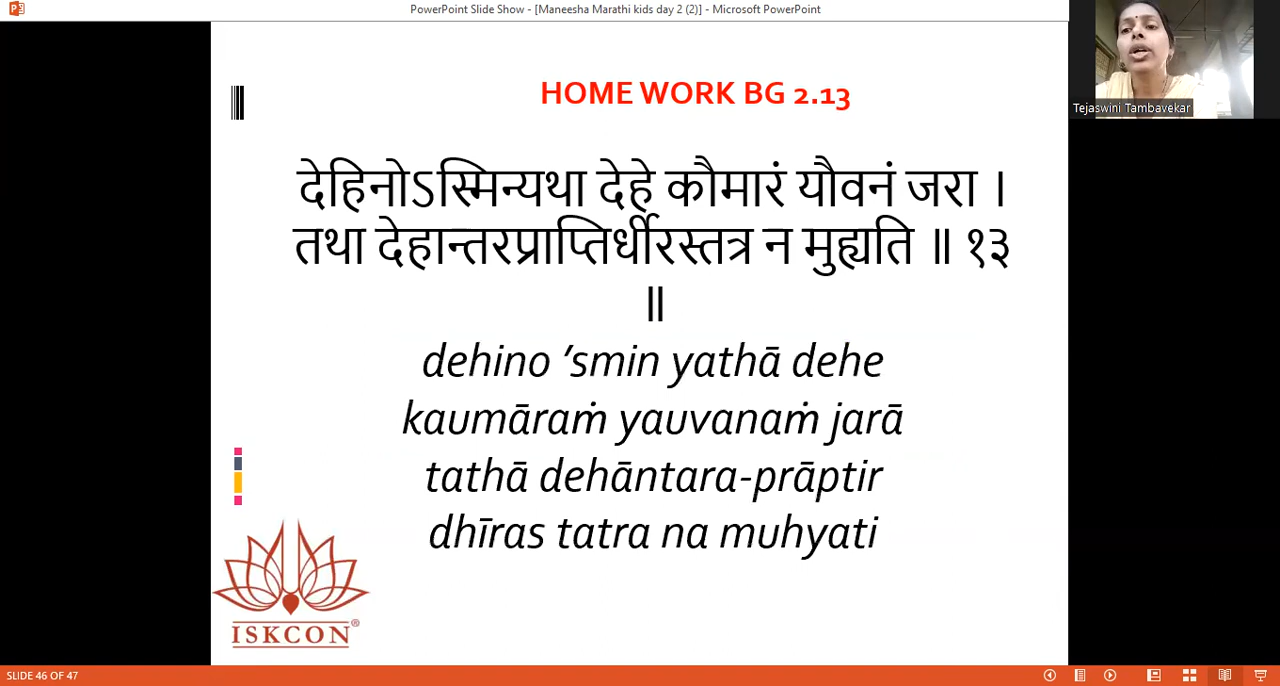 PowerPoint Slide Show - [Maneesha Marathi kids day 2 (2)] - Microsoft PowerPoint
HOME WORK BG 2.13
Tejaswini Tambavekar
देहिनोऽस्मिन्यथा देहे कौमारं यौवनं जरा ।
तथा देहान्तरप्राप्तिर्धीरस्तत्र न मुह्यति ॥ १३
॥
dehino ’smin yathā dehe
kaumāraṁ yauvanaṁ jarā
tathā dehāntara-prāptir
dhīras tatra na muhyati
ISKCON®
SLIDE 46 OF 47